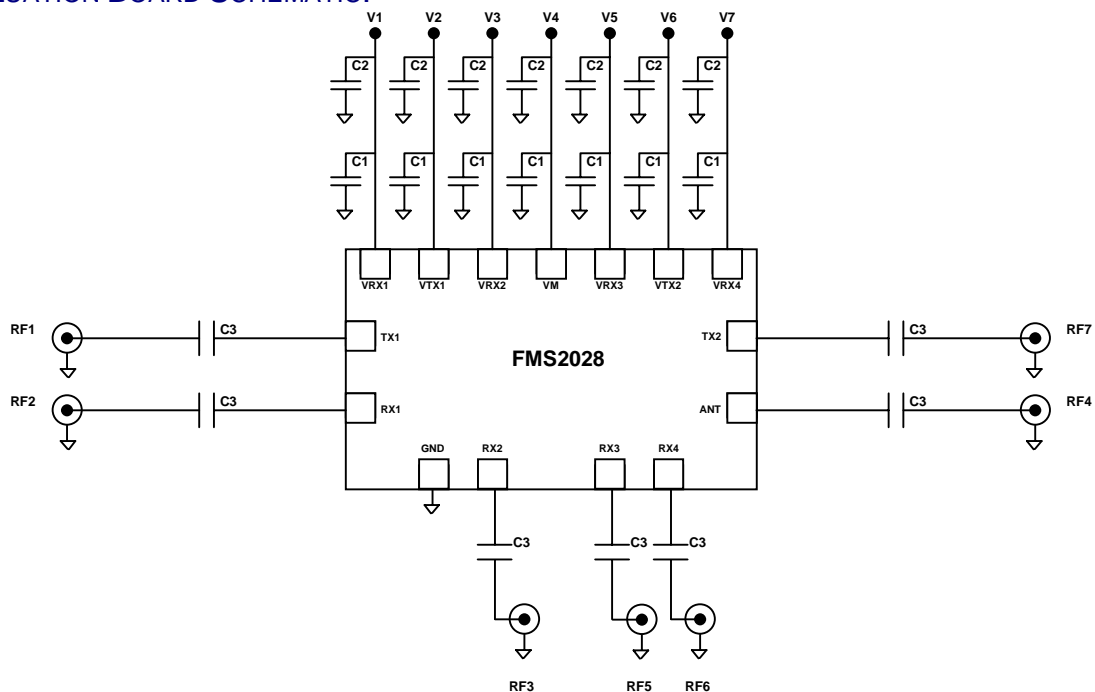 V1 V2 V3 V4 V5 V6 V7
C2 C2 C2 C2 C2 C2 C2
C1 C1 C1 C1 C1 C1 C1
VRX1 VTX1 VRX2 VM VRX3 VTX2 VRX4
RF1 C3 TX1 TX2 C3 RF7
FMS2028
RF2 C3 RX1 ANT C3 RF4
GND RX2 RX3 RX4
C3 C3 C3
RF3 RF5 RF6